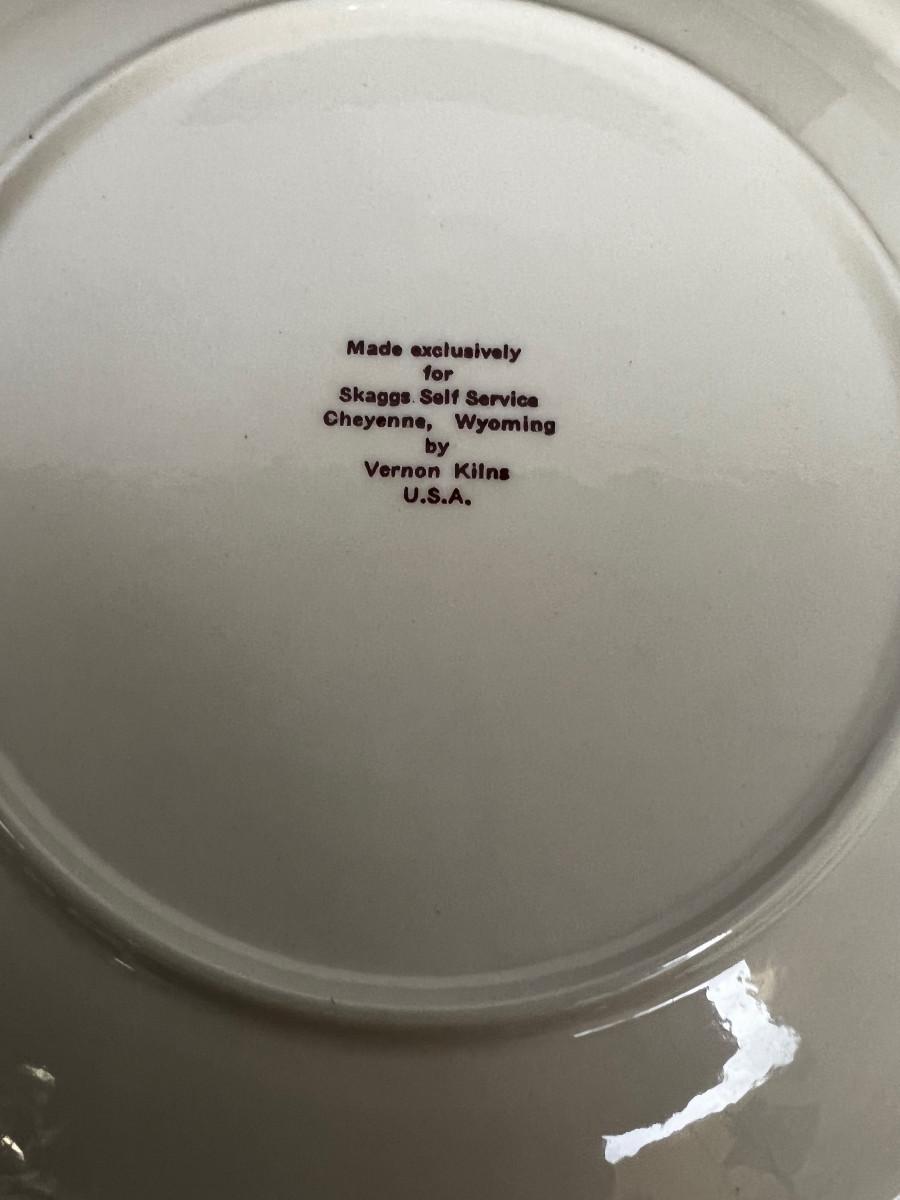 Made exclusively
for
Skaggs Self Service
Cheyenne, Wyoming
by
Vernon Kilns
U.S.A.